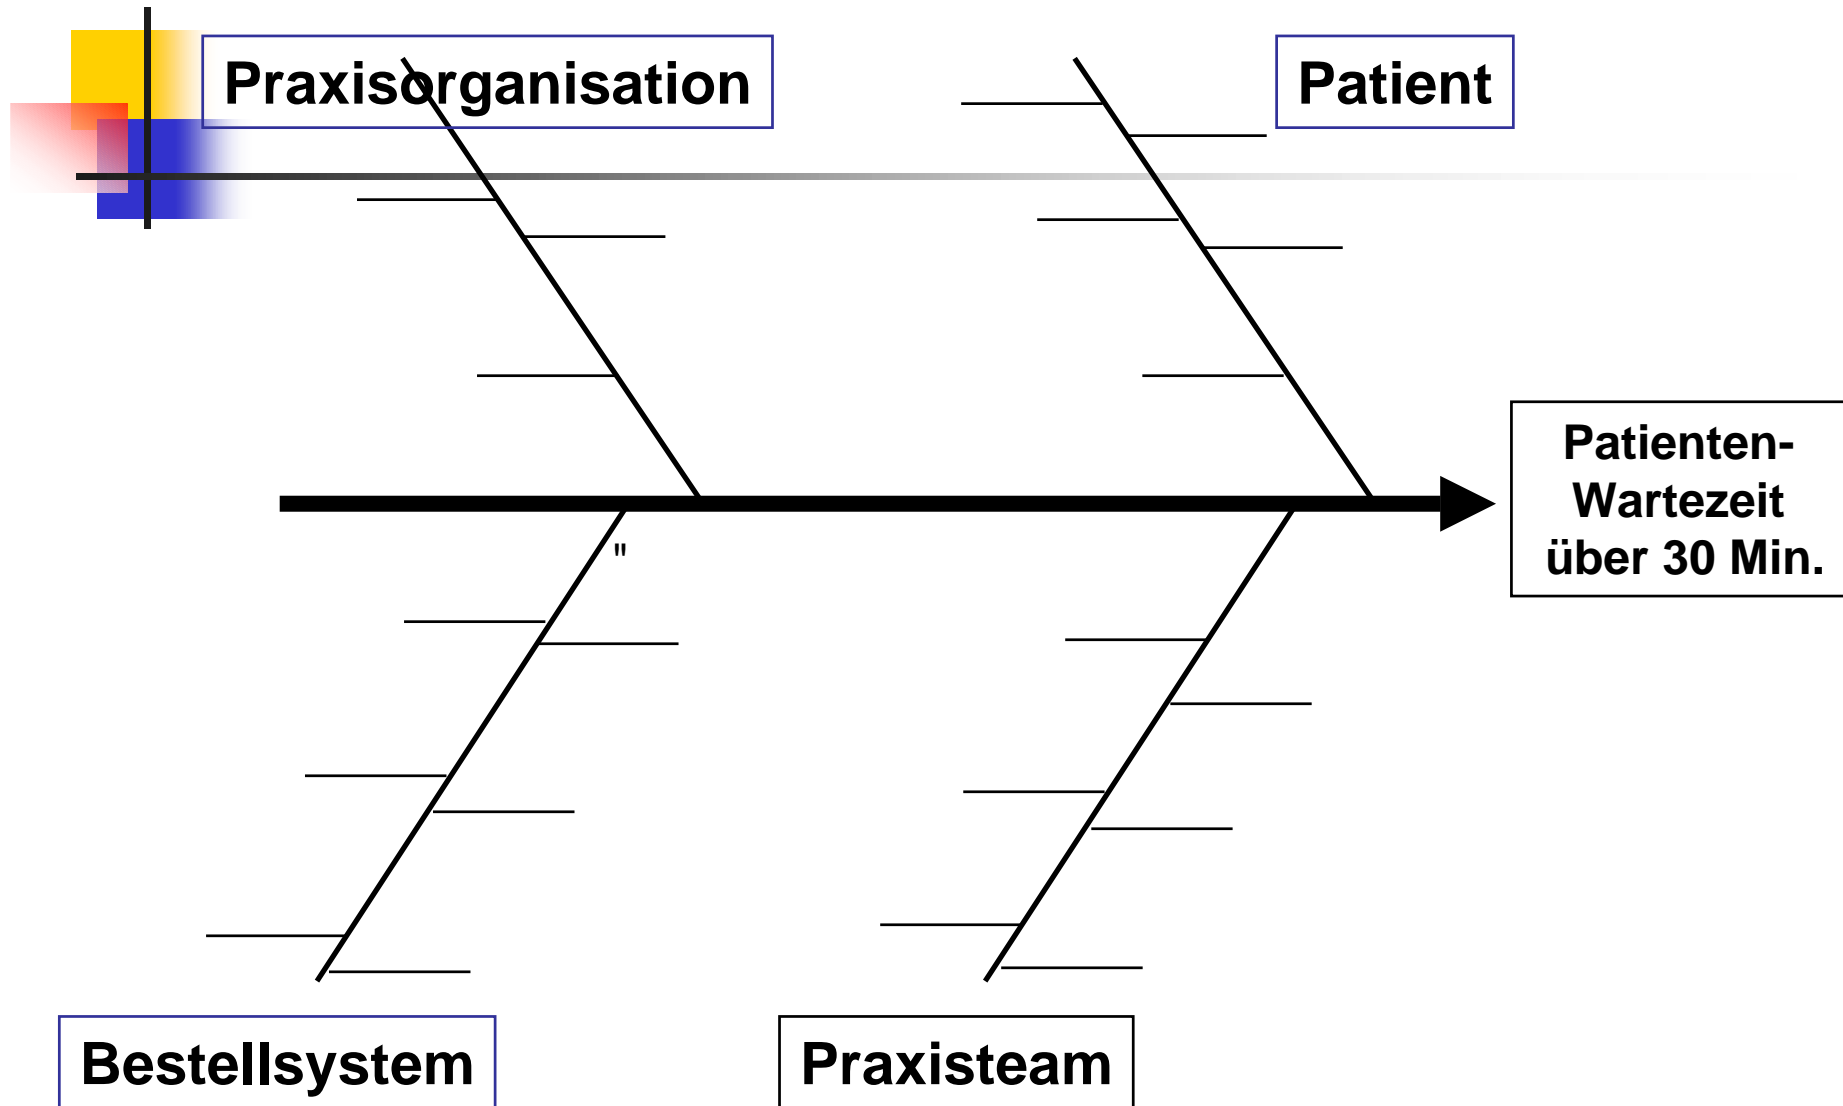 Praxisorganisation
Patient
Patienten-
Wartezeit
über 30 Min.
"
Bestellsystem
Praxisteam